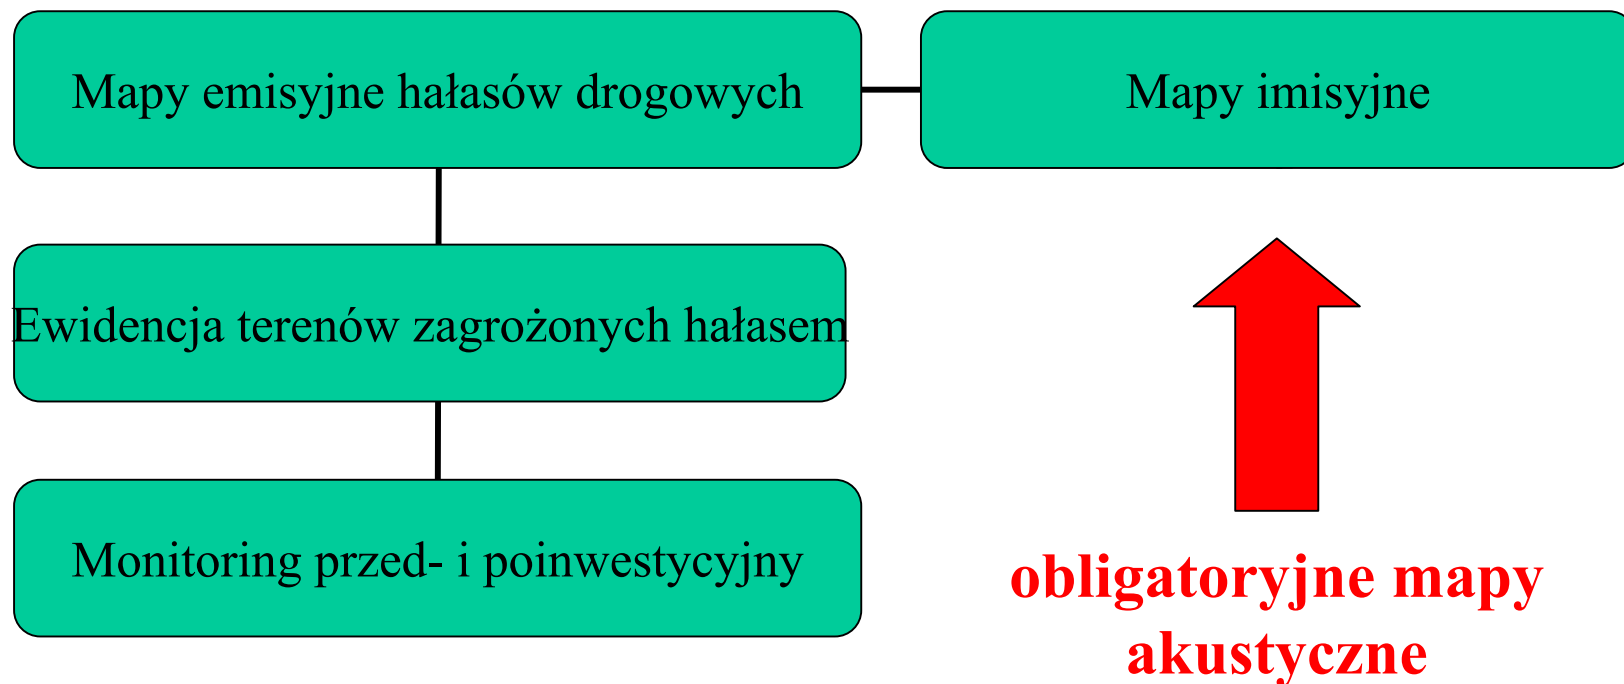 Mapy emisyjne hałasów drogowych
Mapy imisyjne
Ewidencja terenów zagrożonych hałasem
Monitoring przed- i poinwestycyjny
obligatoryjne mapy
akustyczne